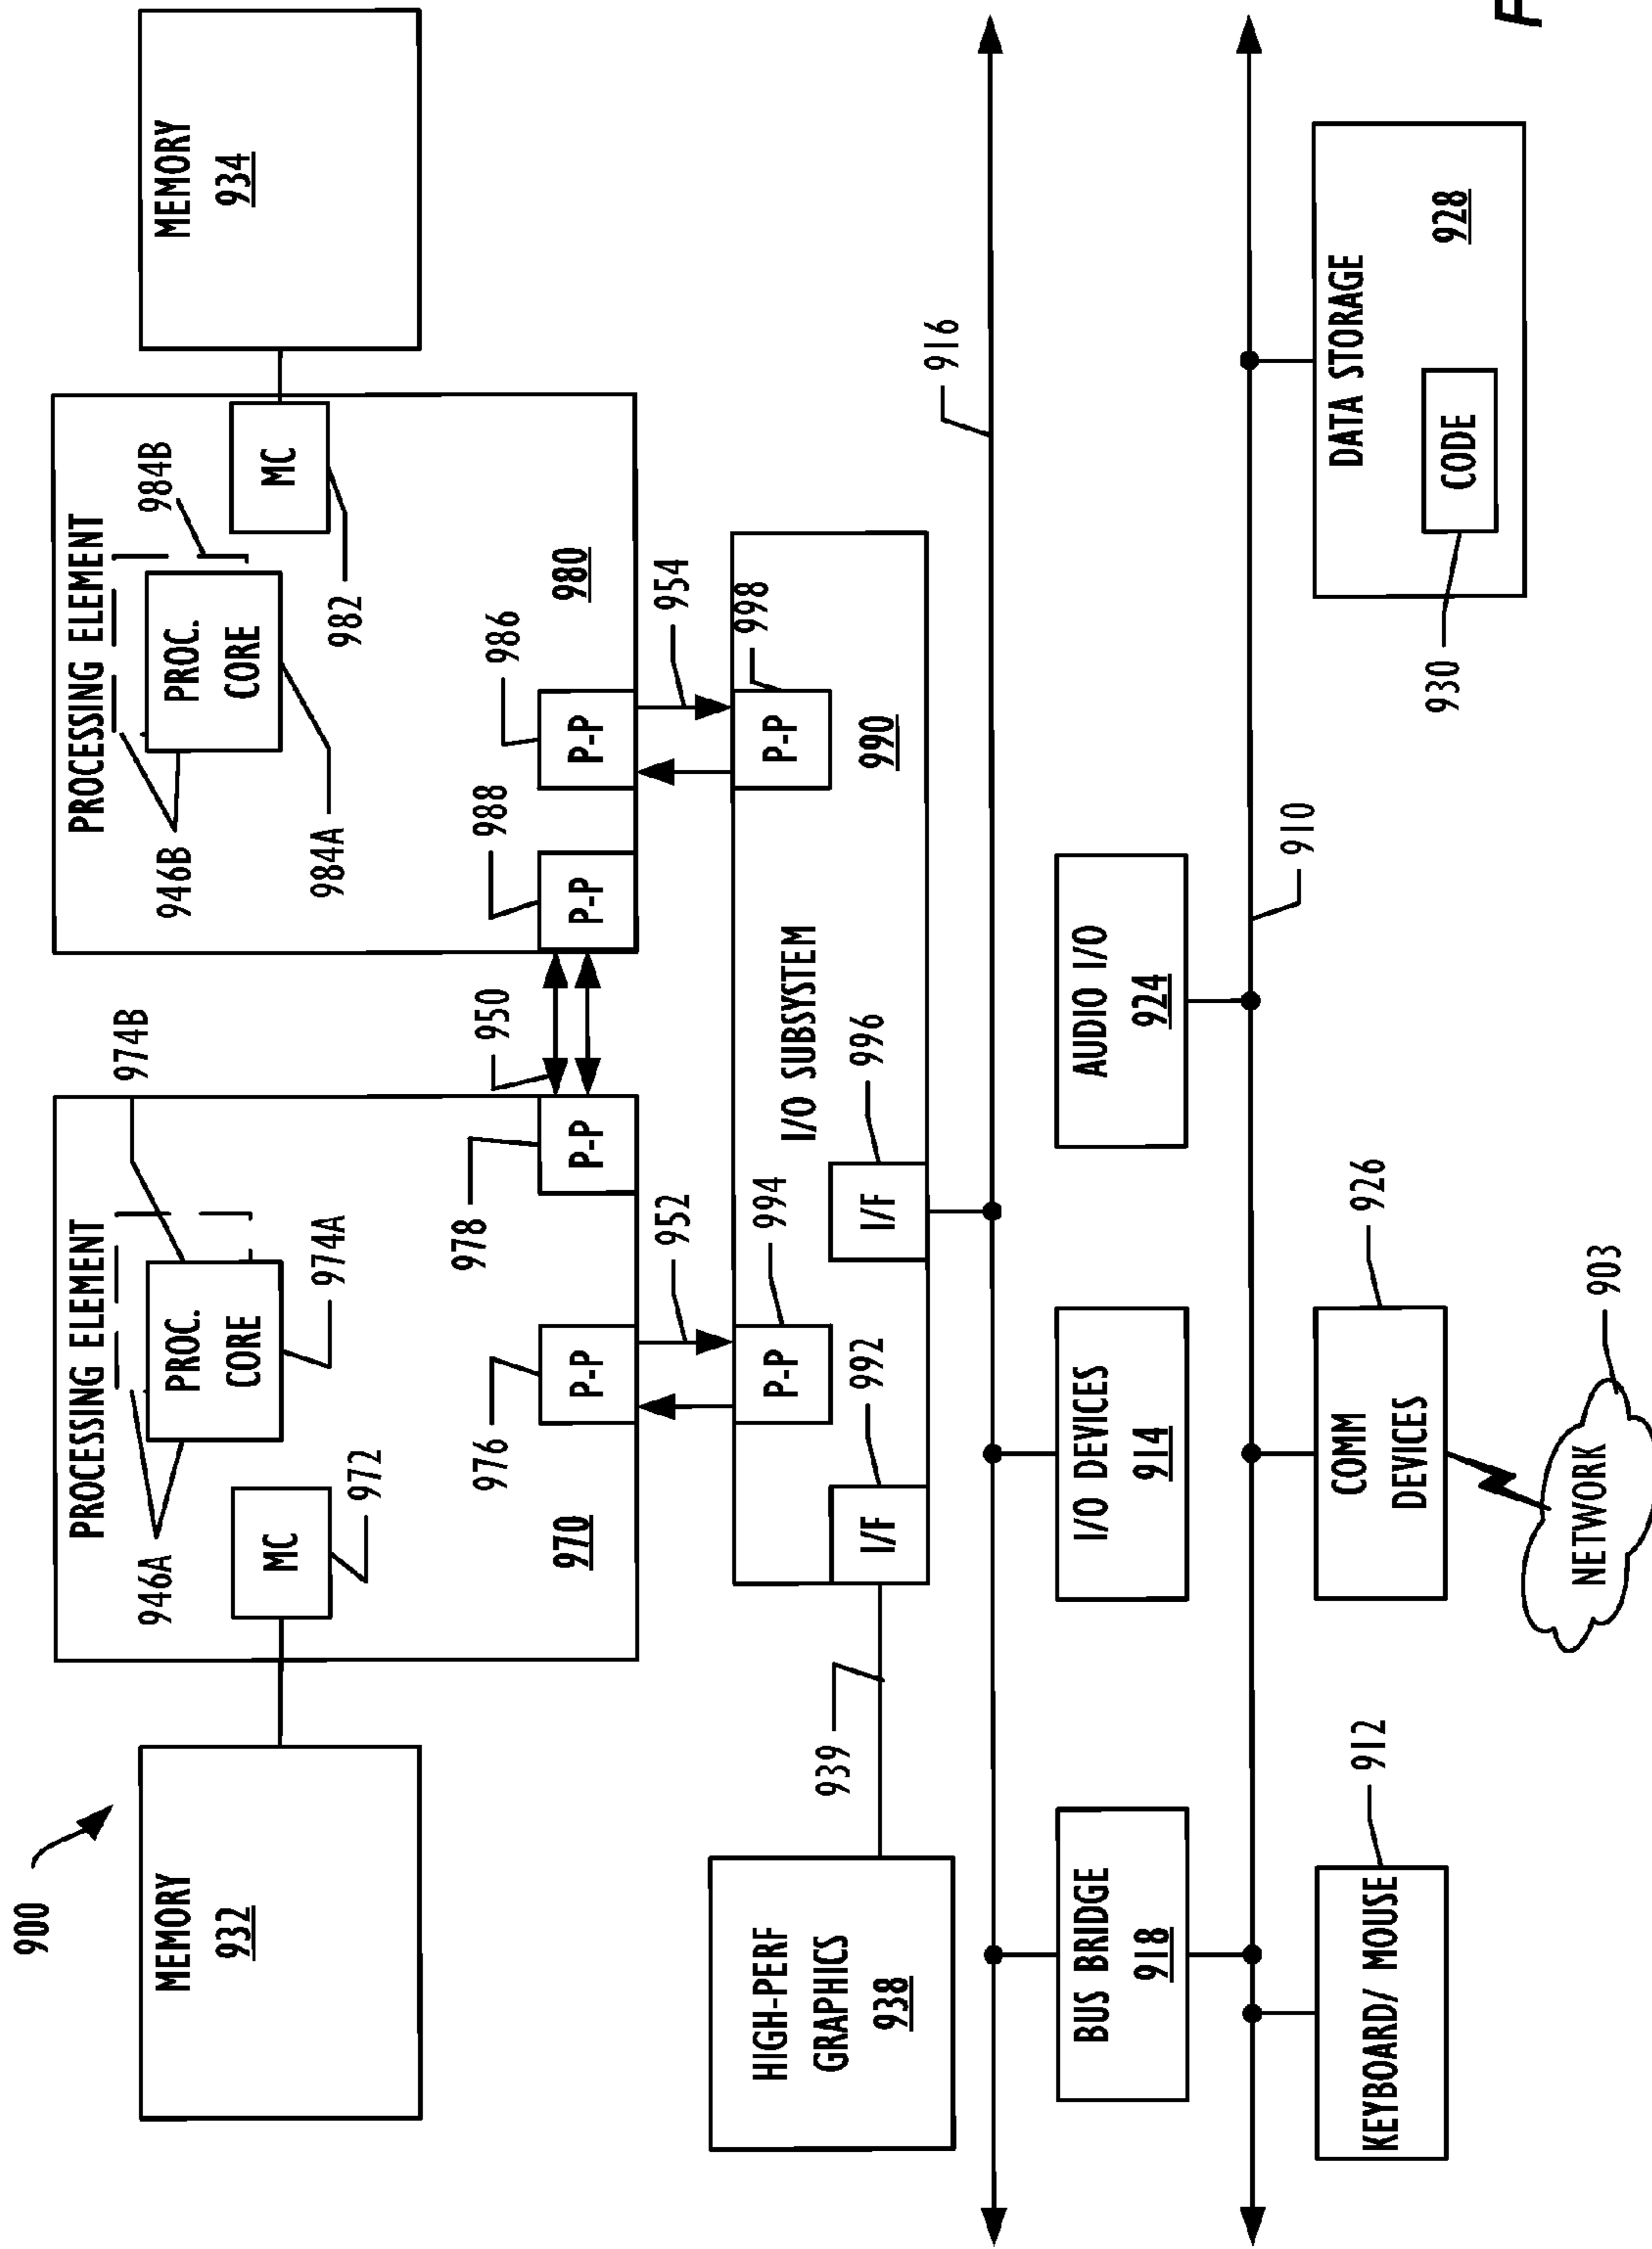 900
MEMORY
932
PROCESSING ELEMENT
946A
PROC.
CORE
974A
974B
MC
972
970
976
P-P
978
P-P
950
PROCESSING ELEMENT
946B
PROC.
CORE
984A
984B
MC
982
980
988
P-P
986
P-P
MEMORY
934
952
954
HIGH-PERF
GRAPHICS
938
939
I/F
992
P-P
994
I/F
996
I/O SUBSYSTEM
P-P
998
990
916
BUS BRIDGE
918
I/O DEVICES
914
AUDIO I/O
924
910
KEYBOARD/ MOUSE
912
COMM
DEVICES
926
NETWORK
903
DATA STORAGE
928
CODE
930
F